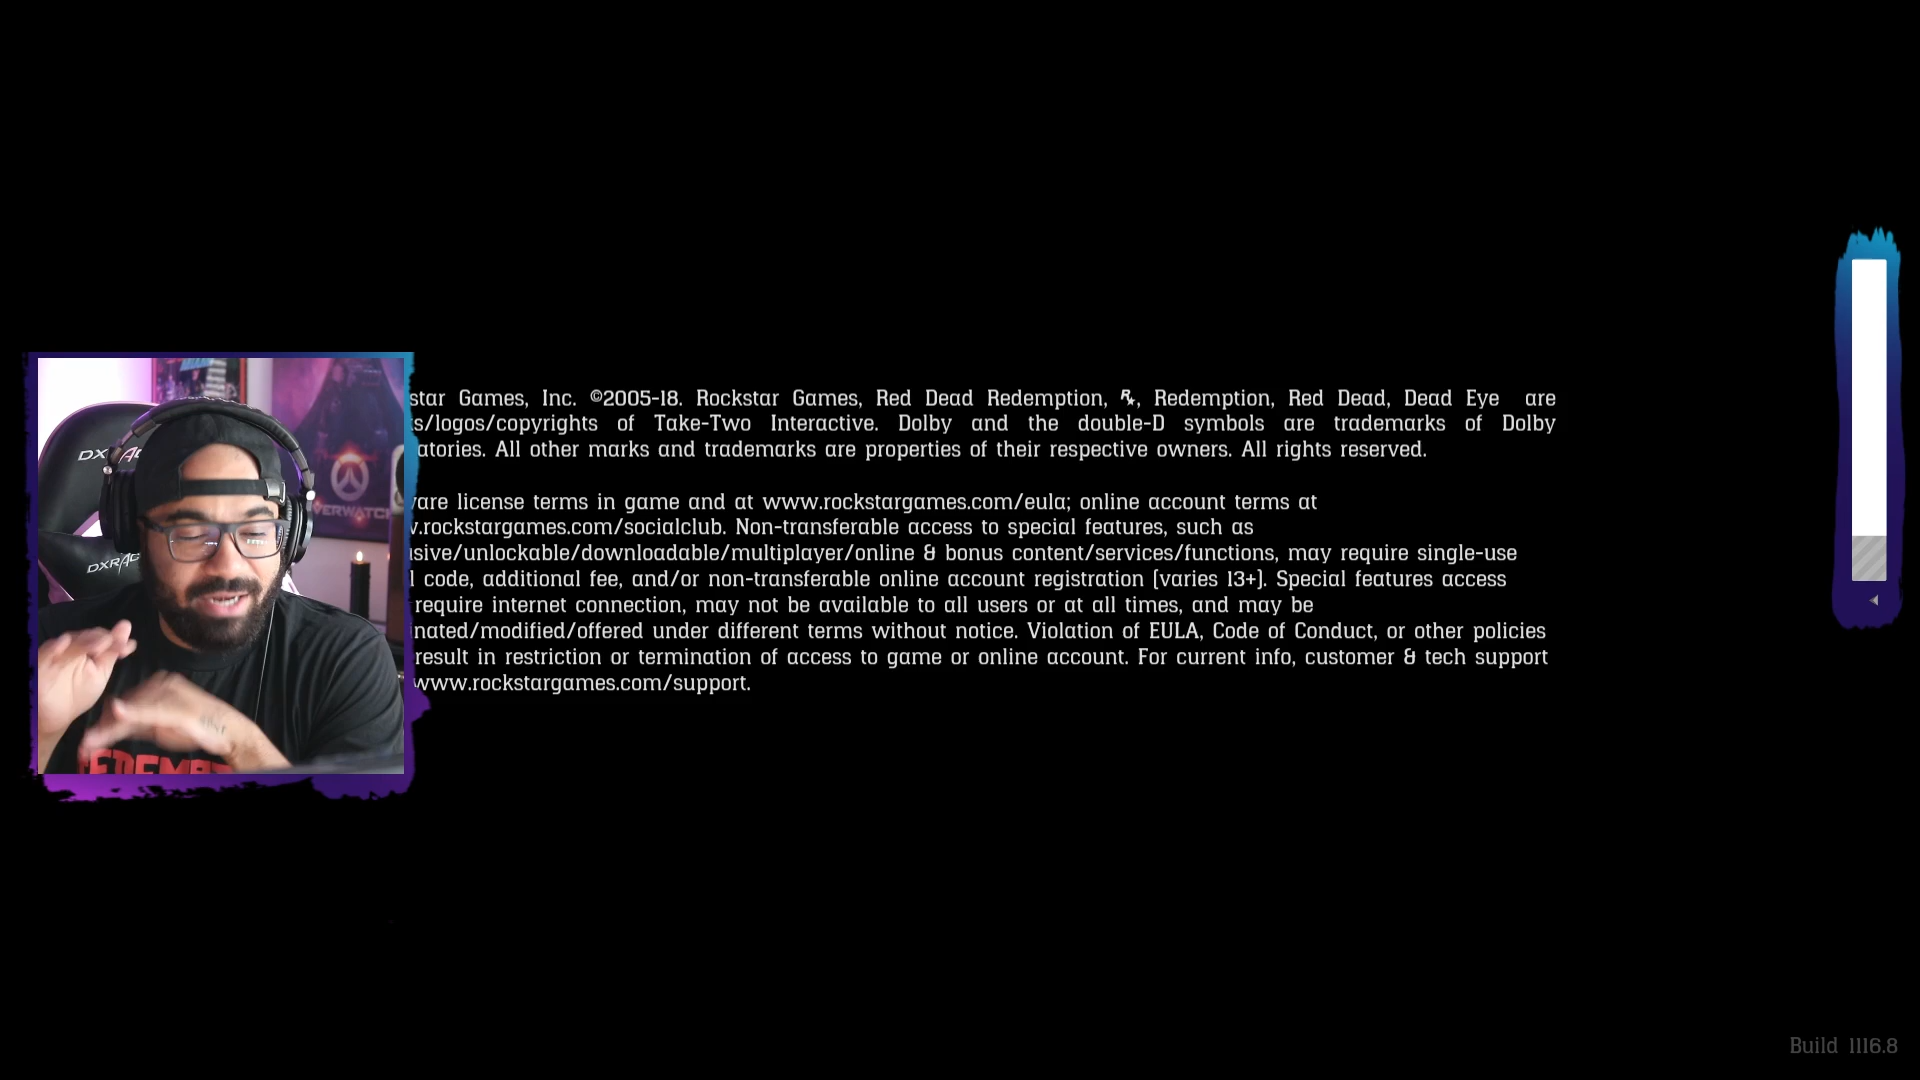 star Games, Inc. ©2005-18. Rockstar Games, Red Dead Redemption, R★, Redemption, Red Dead, Dead Eye are
s/logos/copyrights of Take-Two Interactive. Dolby and the double-D symbols are trademarks of Dolby
atories. All other marks and trademarks are properties of their respective owners. All rights reserved.
are license terms in game and at www.rockstargames.com/eula; online account terms at
.rockstargames.com/socialclub. Non-transferable access to special features, such as
sive/unlockable/downloadable/multiplayer/online & bonus content/services/functions, may require single-use
l code, additional fee, and/or non-transferable online account registration (varies 13+). Special features access
require internet connection, may not be available to all users or at all times, and may be
inated/modified/offered under different terms without notice. Violation of EULA, Code of Conduct, or other policies
result in restriction or termination of access to game or online account. For current info, customer & tech support
www.rockstargames.com/support.
DXRAC
VERWATCH
DXRAC
EDEMPT
Build 1116.8